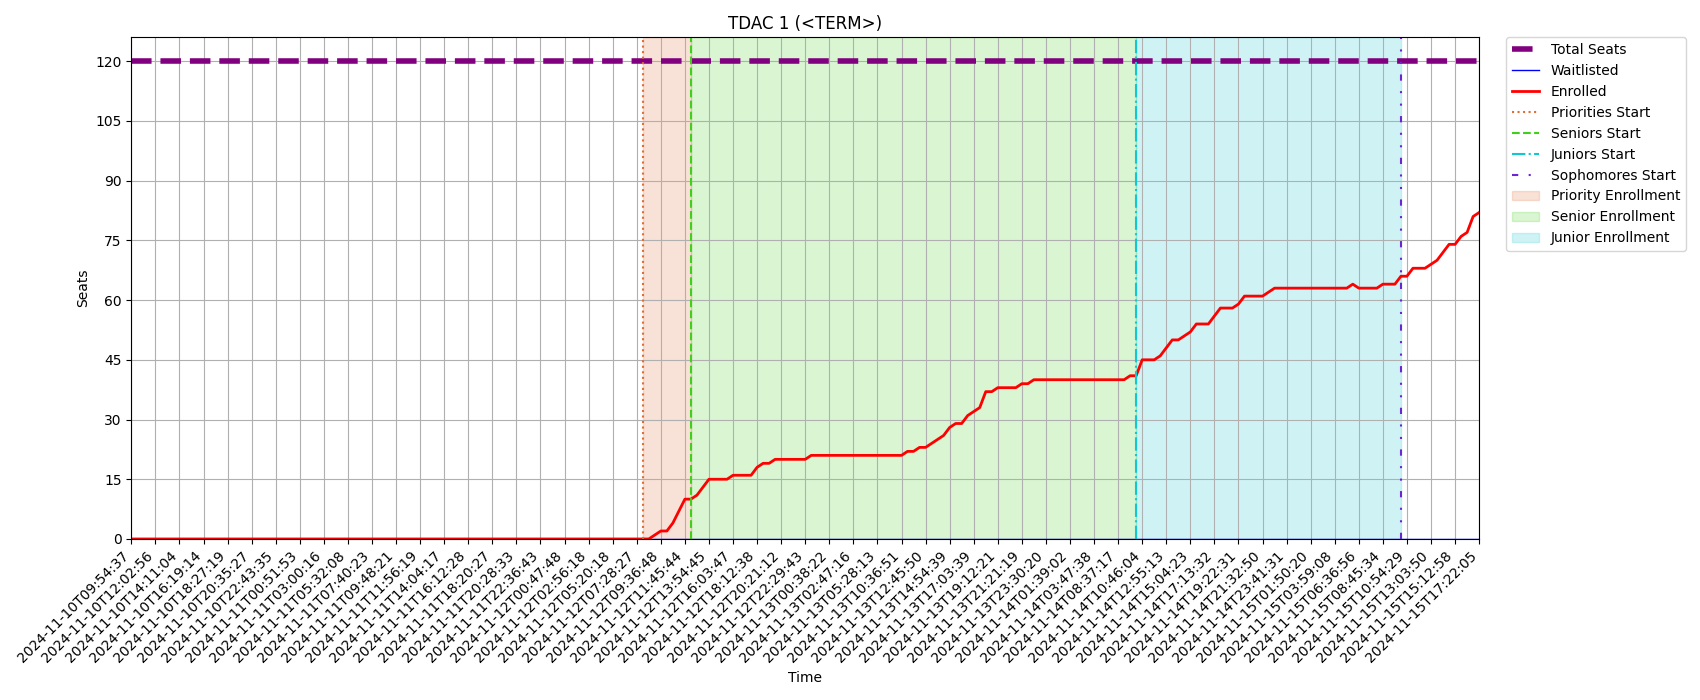 TDAC 1 (<TERM>)
Total Seats
Waitlisted
Enrolled
Priorities Start
Seniors Start
Juniors Start
Sophomores Start
Priority Enrollment
Senior Enrollment
Junior Enrollment
Seats
120
105
90
75
60
45
30
15
0
2024-11-10T09:54:37
2024-11-10T12:02:56
2024-11-10T14:11:04
2024-11-10T16:19:14
2024-11-10T18:27:19
2024-11-10T20:35:27
2024-11-10T22:43:35
2024-11-11T00:51:53
2024-11-11T03:00:16
2024-11-11T05:32:08
2024-11-11T07:40:23
2024-11-11T09:48:21
2024-11-11T11:56:19
2024-11-11T14:04:17
2024-11-11T16:12:28
2024-11-11T18:20:27
2024-11-11T20:28:33
2024-11-11T22:36:43
2024-11-12T00:47:48
2024-11-12T02:56:18
2024-11-12T05:20:18
2024-11-12T07:28:27
2024-11-12T09:36:48
2024-11-12T11:45:44
2024-11-12T13:54:45
2024-11-12T16:03:47
2024-11-12T18:12:38
2024-11-12T20:21:12
2024-11-12T22:29:43
2024-11-13T00:38:22
2024-11-13T02:47:16
2024-11-13T05:28:13
2024-11-13T10:36:51
2024-11-13T12:45:50
2024-11-13T14:54:39
2024-11-13T17:03:39
2024-11-13T19:12:21
2024-11-13T21:21:19
2024-11-13T23:30:20
2024-11-14T01:39:02
2024-11-14T03:47:38
2024-11-14T08:37:17
2024-11-14T10:46:04
2024-11-14T12:55:13
2024-11-14T15:04:23
2024-11-14T17:13:32
2024-11-14T19:22:31
2024-11-14T21:32:50
2024-11-14T23:41:31
2024-11-15T01:50:20
2024-11-15T03:59:08
2024-11-15T06:36:56
2024-11-15T08:45:34
2024-11-15T10:54:29
2024-11-15T13:03:50
2024-11-15T15:12:58
2024-11-15T17:22:05
Time